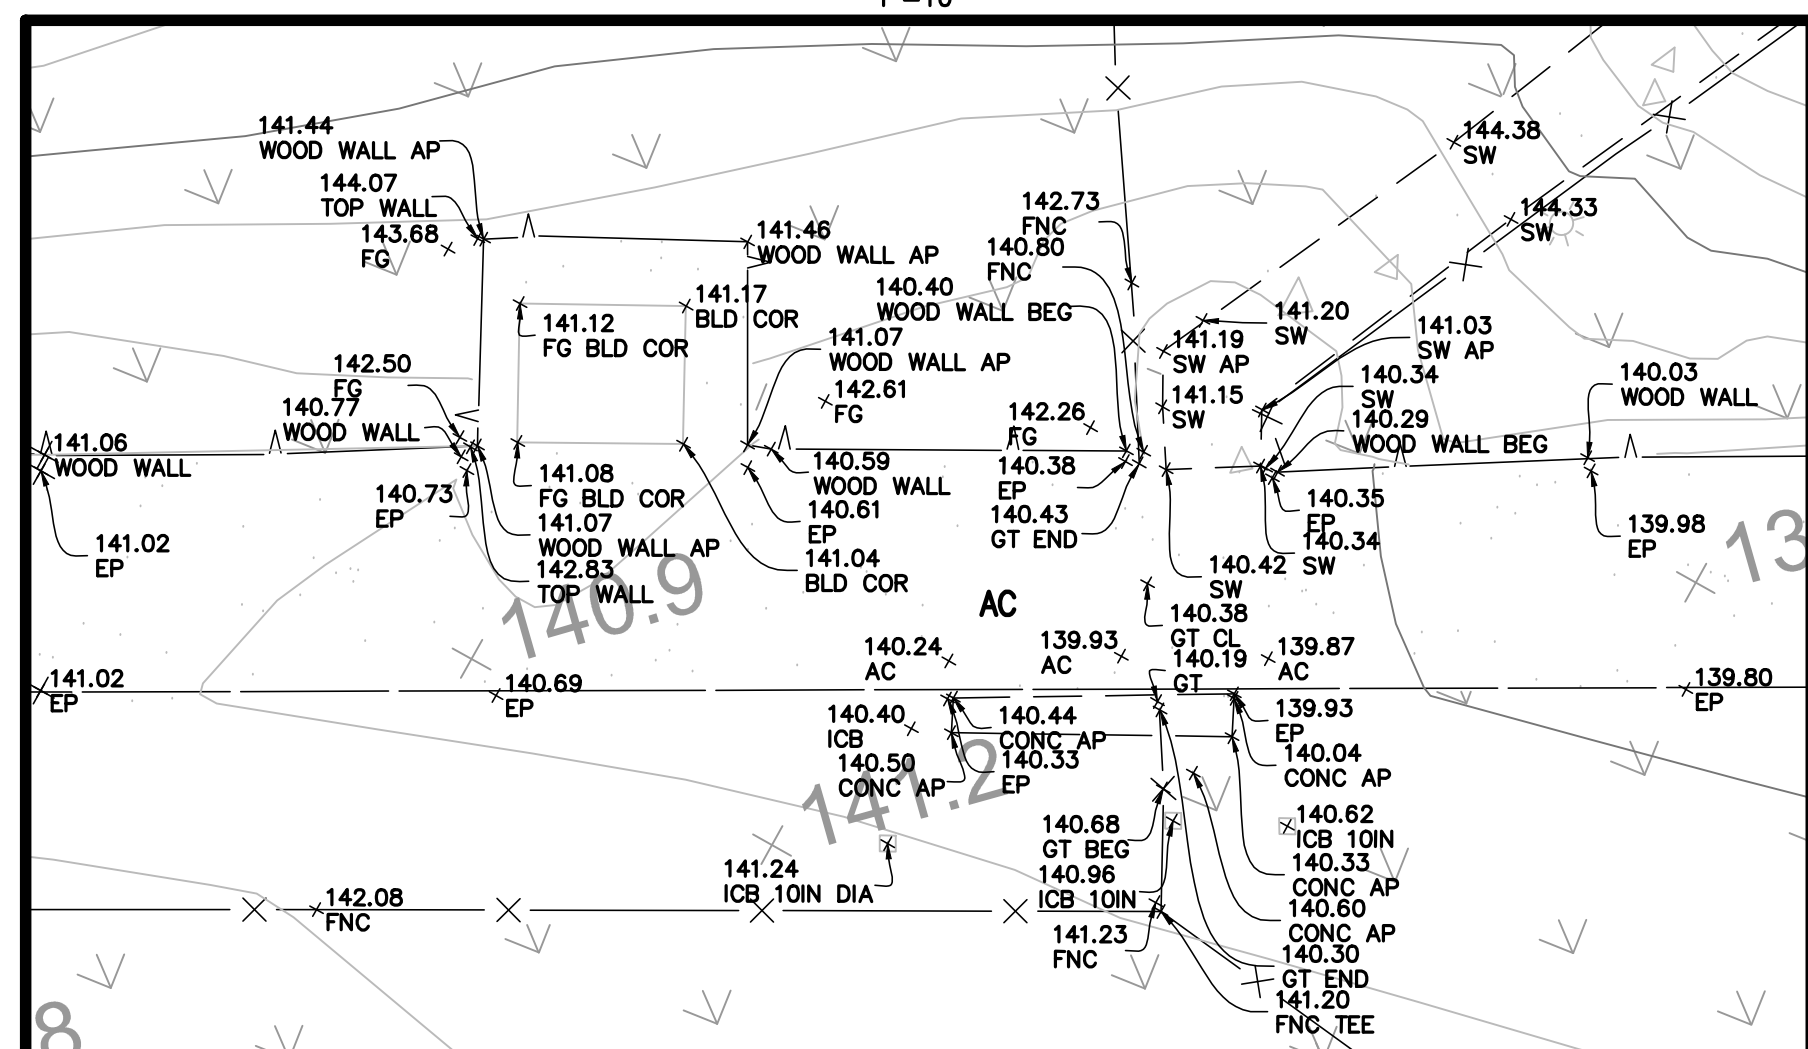 141.44
WOOD WALL AP
144.07
TOP WALL
143.68
FG
141.46
WOOD WALL AP
142.73
FNC
140.80
FNC
140.40
WOOD WALL BEG
144.38
SW
144.33
SW
141.17
BLD COR
141.12
FG BLD COR
141.07
WOOD WALL AP
141.19
SW AP
141.20
SW
141.03
SW AP
142.50
FG
140.77
WOOD WALL
142.61
FG
142.26
FG
141.15
SW
140.34
SW
140.29
WOOD WALL BEG
140.03
WOOD WALL
141.06
WOOD WALL
140.73
EP
141.08
FG BLD COR
141.07
WOOD WALL AP
142.83
TOP WALL
140.59
WOOD WALL
140.61
EP
141.04
BLD COR
140.38
EP
140.43
GT END
140.35
EP
140.34
SW
140.42
SW
139.98
EP
141.02
EP
140.9
13
AC
140.38
GT CL
140.19
GT
140.24
AC
139.93
AC
139.87
AC
141.02
EP
140.69
EP
139.80
EP
140.40
ICB
140.44
CONC AP
139.93
EP
140.50
CONC AP
140.33
EP
140.04
CONC AP
141.2
140.68
GT BEG
140.62
ICB 10IN
141.24
ICB 10IN DIA
140.96
ICB 10IN
140.33
CONC AP
142.08
FNC
140.60
CONC AP
141.23
FNC
140.30
GT END
141.20
FNC TEE
8